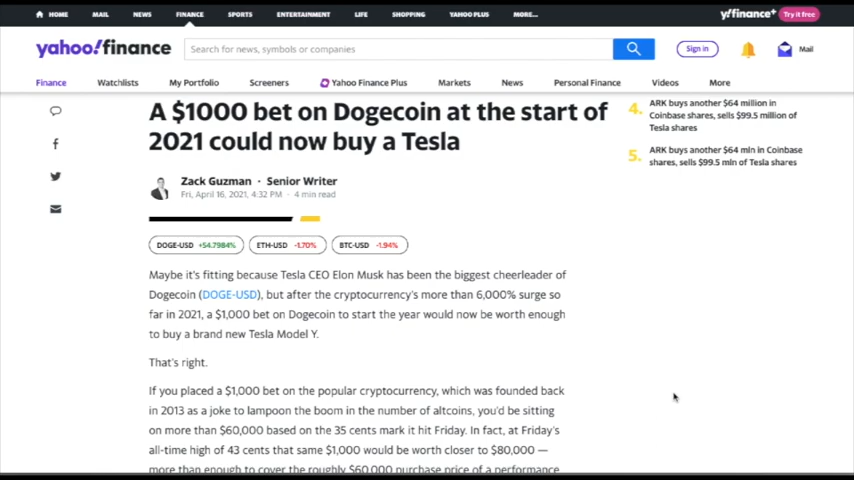 HOME MAIL NEWS FINANCE SPORTS ENTERTAINMENT LIFE SHOPPING YAHOO PLUS MORE... y!finance+ Try it free
yahoo!finance Search for news, symbols or companies Sign in Mail
Finance Watchlists My Portfolio Screeners Yahoo Finance Plus Markets News Personal Finance Videos More
A $1000 bet on Dogecoin at the start of
2021 could now buy a Tesla
Zack Guzman · Senior Writer
Fri, April 16, 2021, 4:32 PM · 4 min read
DOGE-USD +54.7984% ETH-USD -1.70% BTC-USD -1.94%
Maybe it's fitting because Tesla CEO Elon Musk has been the biggest cheerleader of
Dogecoin (DOGE-USD), but after the cryptocurrency's more than 6,000% surge so
far in 2021, a $1,000 bet on Dogecoin to start the year would now be worth enough
to buy a brand new Tesla Model Y.
That's right.
If you placed a $1,000 bet on the popular cryptocurrency, which was founded back
in 2013 as a joke to lampoon the boom in the number of altcoins, you'd be sitting
on more than $60,000 based on the 35 cents mark it hit Friday. In fact, at Friday's
all-time high of 43 cents that same $1,000 would be worth closer to $80,000 —
more than enough to cover the roughly $60,000 purchase price of a performance
4. ARK buys another $64 million in
Coinbase shares, sells $99.5 million of
Tesla shares
5. ARK buys another $64 mln in Coinbase
shares, sells $99.5 mln of Tesla shares